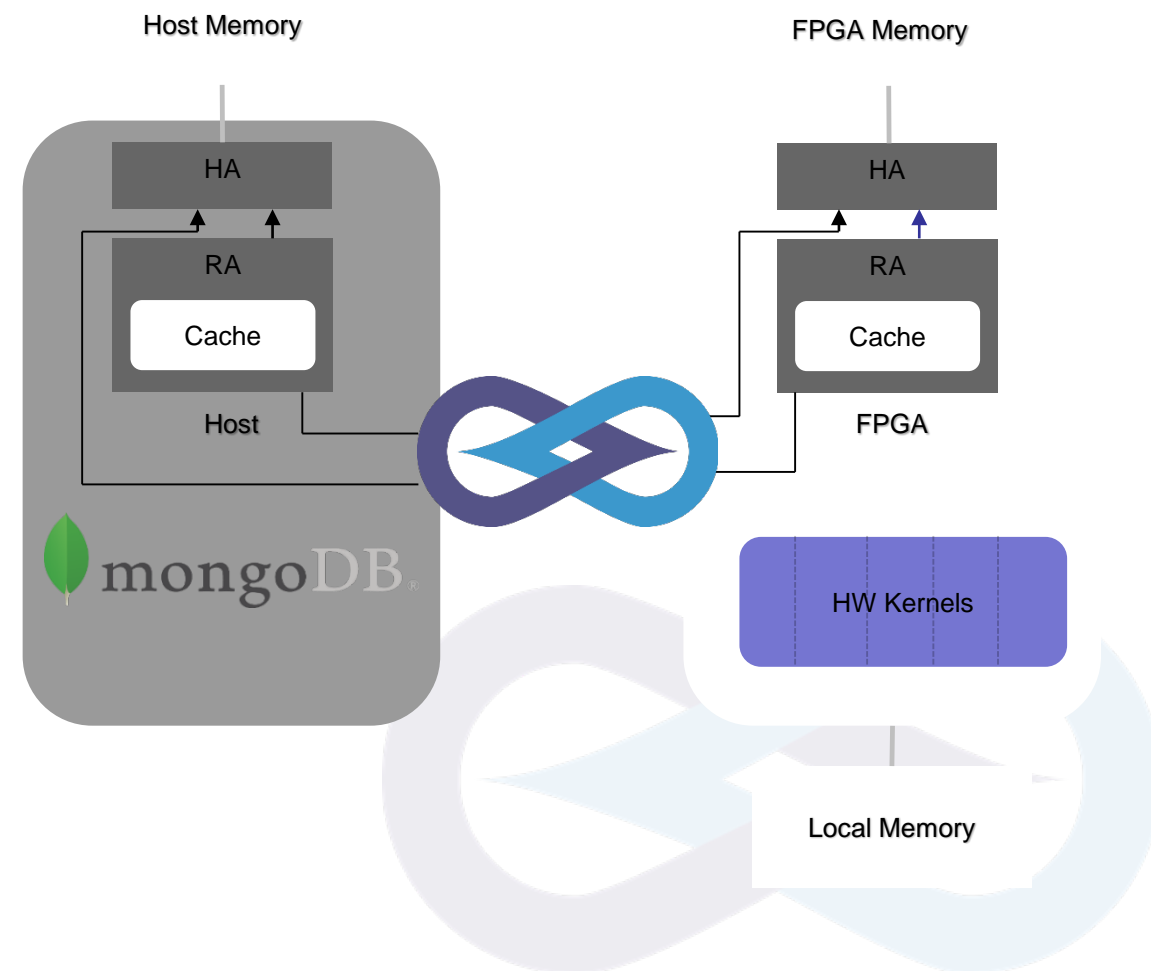 Host Memory
FPGA Memory
HA
HA
RA
RA
Cache
Cache
Host
FPGA
mongoDB®
HW Kernels
Local Memory